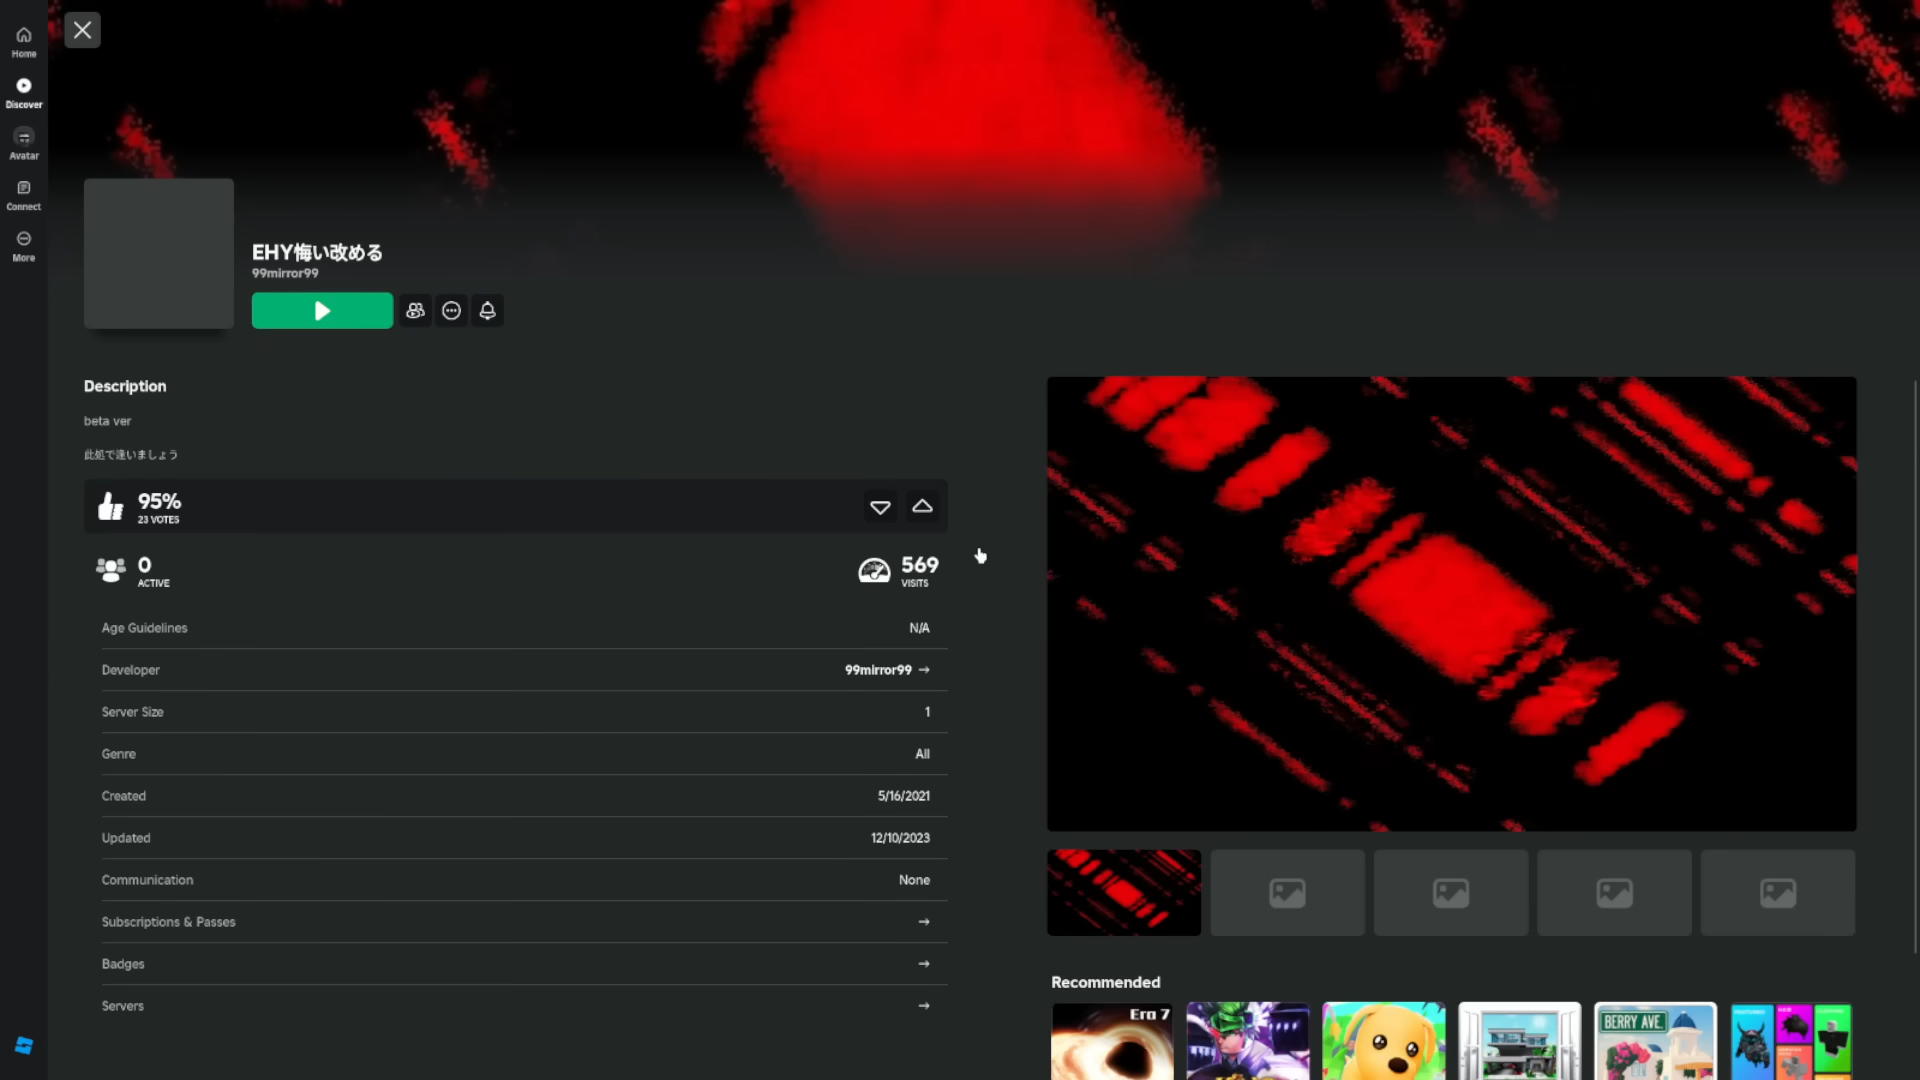 Home
Discover
Avatar
Connect
More
EHY悔い改める
99mirror99
Description
beta ver
此処で逢いましょう
95%
23 VOTES
0
ACTIVE
569
VISITS
Age Guidelines N/A
Developer 99mirror99 →
Server Size 1
Genre All
Created 5/16/2021
Updated 12/10/2023
Communication None
Subscriptions & Passes →
Badges →
Servers →
Recommended
Era 7
BERRY AVE.